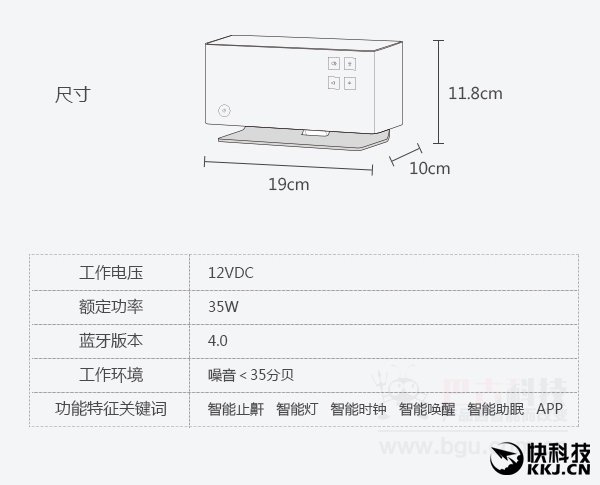 尺寸
11.8cm
10cm
19cm
工作电压 12VDC
额定功率 35W
蓝牙版本 4.0
工作环境 噪音＜35分贝
功能特征关键词 智能止鼾 智能灯 智能时钟 智能唤醒 智能助眠 APP
快科技
KKJ.CN